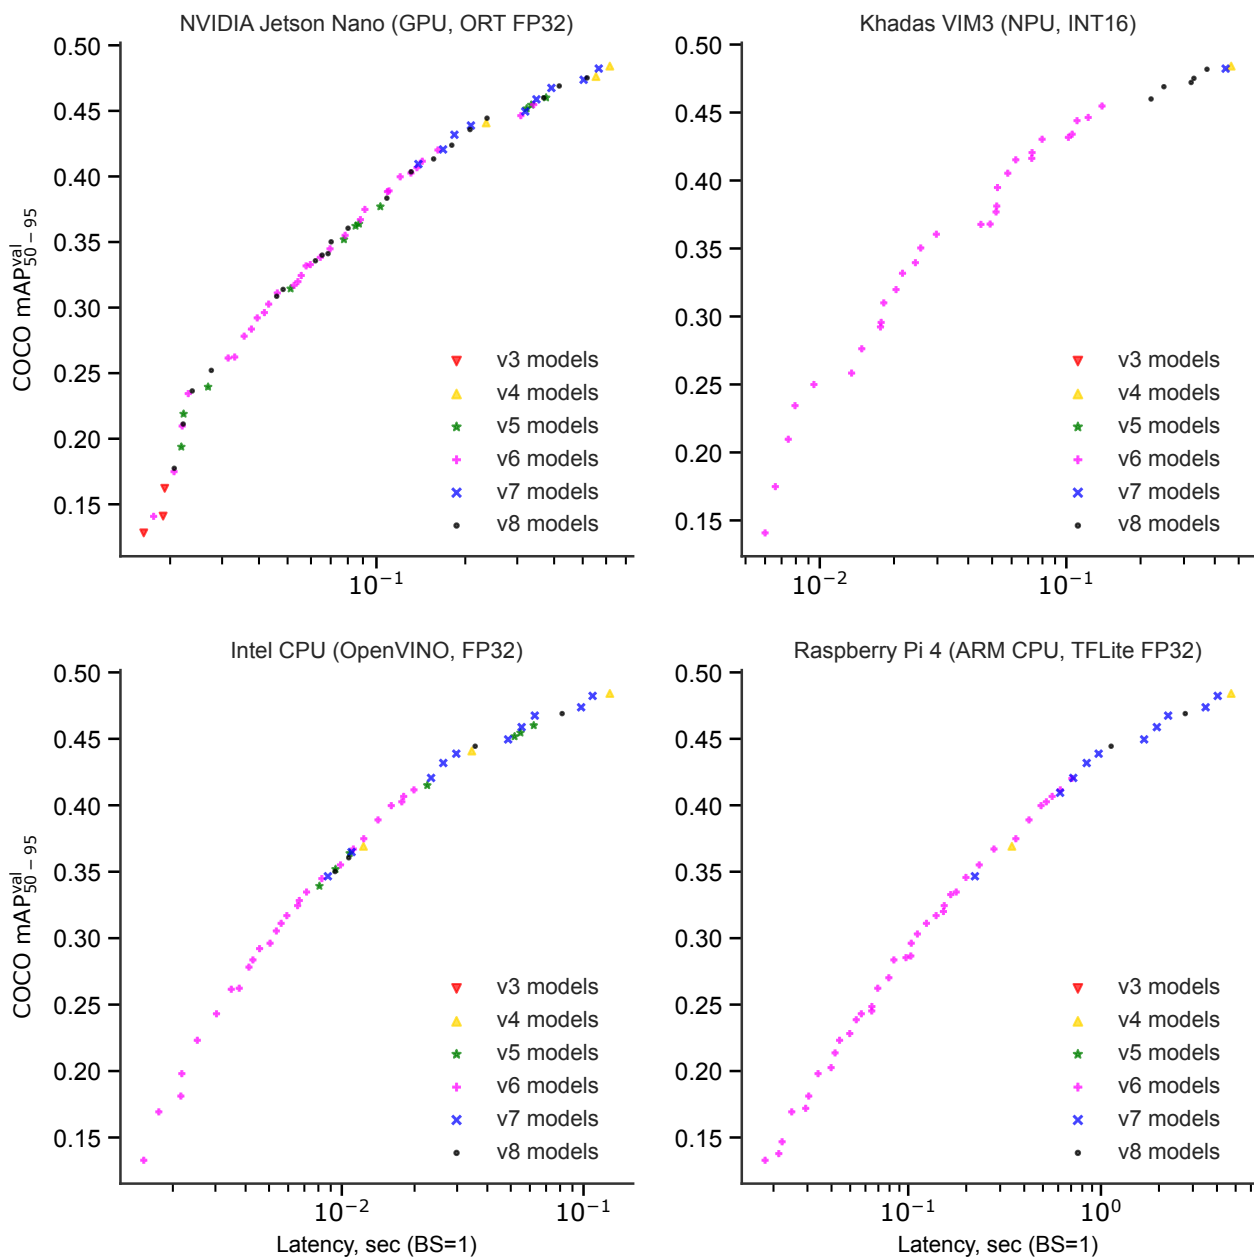 NVIDIA Jetson Nano (GPU, ORT FP32)
COCO mAP^val_50−95
0.50
0.45
0.40
0.35
0.30
0.25
0.20
0.15
10^−1
v3 models
v4 models
v5 models
v6 models
v7 models
v8 models
Khadas VIM3 (NPU, INT16)
0.50
0.45
0.40
0.35
0.30
0.25
0.20
0.15
10^−2
10^−1
v3 models
v4 models
v5 models
v6 models
v7 models
v8 models
Intel CPU (OpenVINO, FP32)
COCO mAP^val_50−95
0.50
0.45
0.40
0.35
0.30
0.25
0.20
0.15
10^−2
10^−1
v3 models
v4 models
v5 models
v6 models
v7 models
v8 models
Latency, sec (BS=1)
Raspberry Pi 4 (ARM CPU, TFLite FP32)
0.50
0.45
0.40
0.35
0.30
0.25
0.20
0.15
10^−1
10^0
v3 models
v4 models
v5 models
v6 models
v7 models
v8 models
Latency, sec (BS=1)